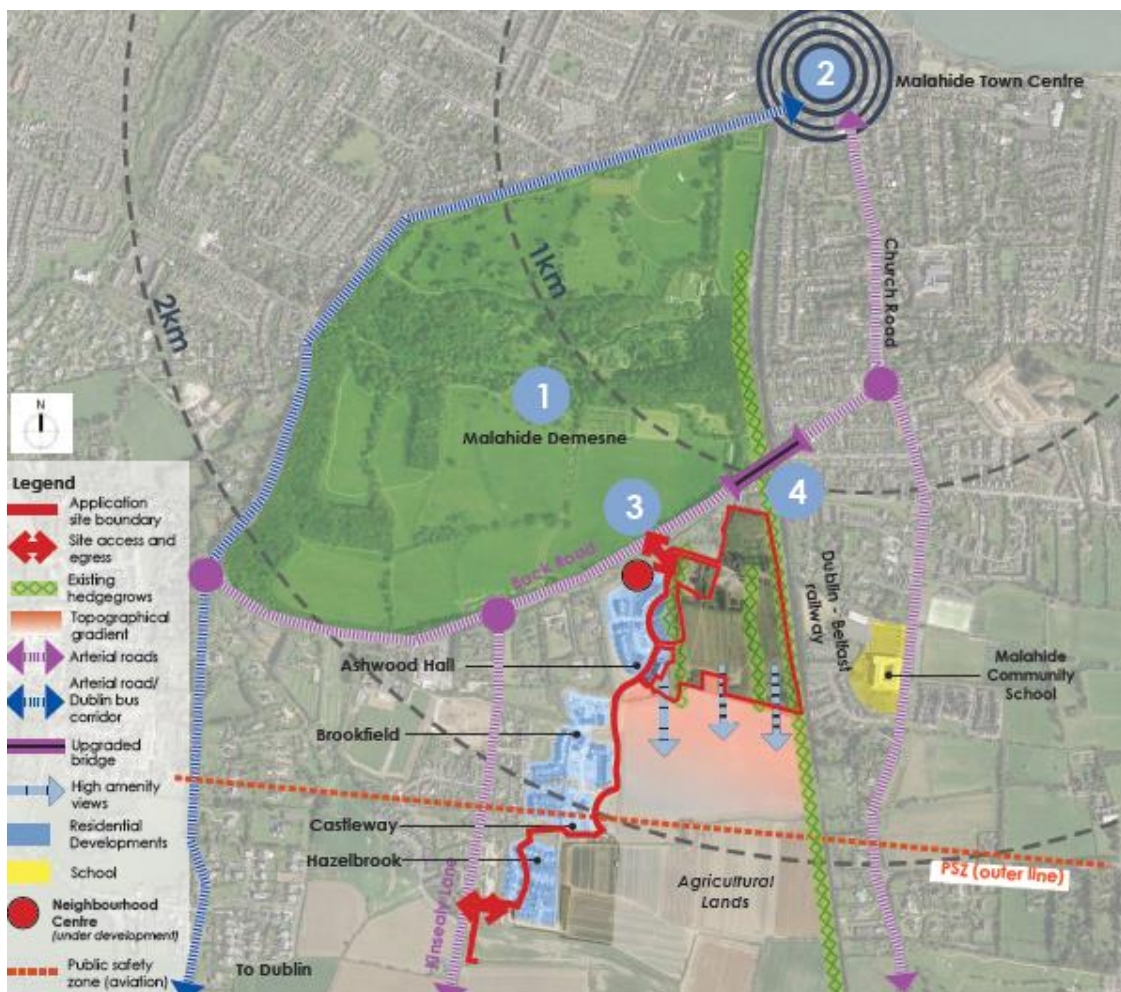 2
Malahide Town Centre
1km
2km
Church Road
1
Malahide Demesne
N
3
4
Back Road
Dublin - Belfast
railway
Ashwood Hall
Malahide
Community
School
Brookfield
Castleway
Hazelbrook
PSZ (outer line)
Agricultural
Lands
Kinsealy Lane
To Dublin
Legend
Application
site boundary
Site access and
egress
Existing
hedgegrows
Topographical
gradient
Arterial roads
Arterial road/
Dublin bus
corridor
Upgraded
bridge
High amenity
views
Residential
Developments
School
Neighbourhood
Centre
(under development)
Public safety
zone (aviation)